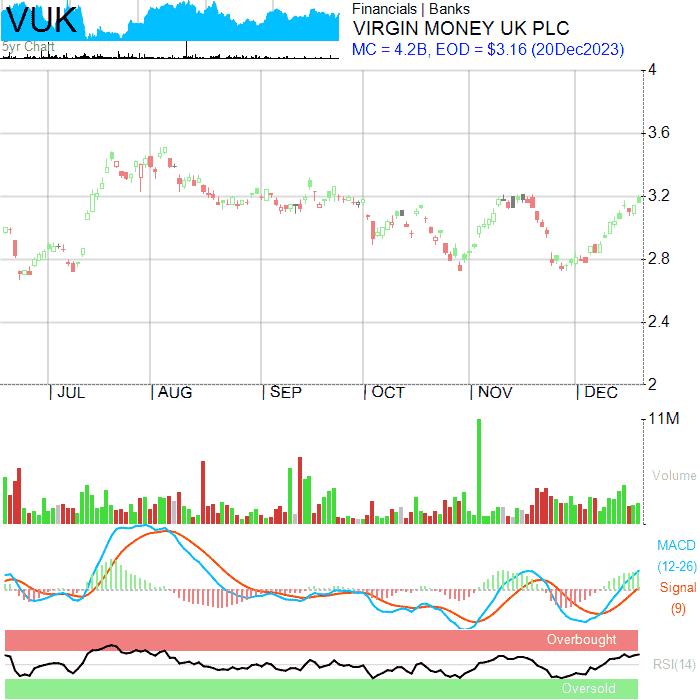 VUK
5yr Chart
Financials | Banks
VIRGIN MONEY UK PLC
MC = 4.2B, EOD = $3.16 (20Dec2023)
4
3.6
3.2
2.8
2.4
2
JUL AUG SEP OCT NOV DEC
11M
Volume
MACD
(12-26)
Signal
(9)
Overbought
RSI(14)
Oversold